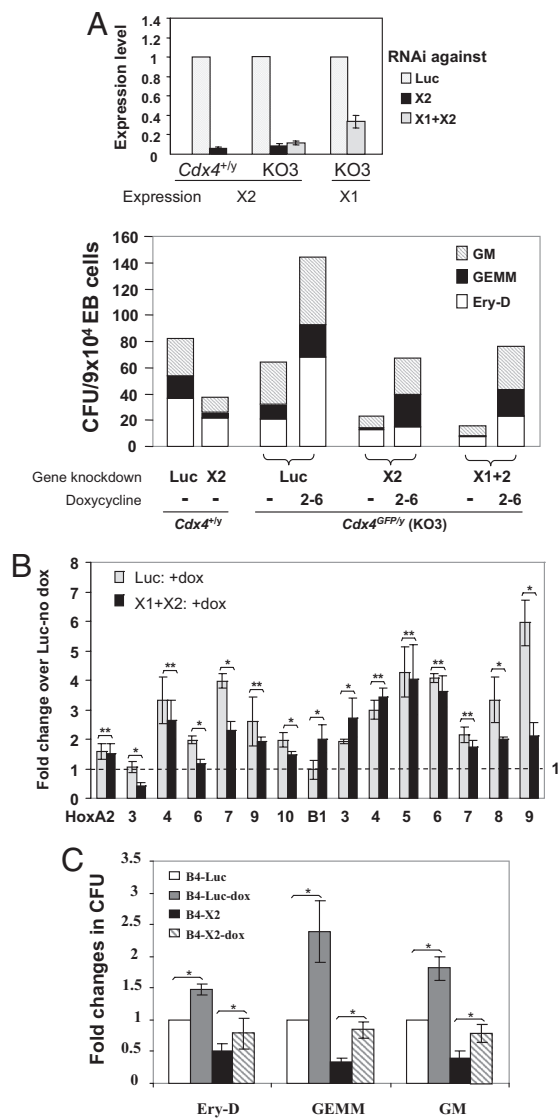 A
Expression level
1.4
1.2
1
0.8
0.6
0.4
0.2
0
RNAi against
Luc
X2
X1+X2
Cdx4+/y KO3 KO3
Expression X2 X1
CFU/9x10⁴ EB cells
160
140
120
100
80
60
40
20
0
GM
GEMM
Ery-D
Gene knockdown Luc X2 Luc X2 X1+2
Doxycycline - - - 2-6 - 2-6 - 2-6
Cdx4+/y Cdx4GFP/y (KO3)
B
Fold change over Luc-no dox
8
7
6
5
4
3
2
1
0
Luc: +dox
X1+X2: +dox
** * ** * * ** * * * ** ** ** ** * *
1
HoxA2 3 4 6 7 9 10 B1 3 4 5 6 7 8 9
C
Fold changes in CFU
3
2.5
2
1.5
1
0.5
0
B4-Luc
B4-Luc-dox
B4-X2
B4-X2-dox
* * * * * *
Ery-D GEMM GM